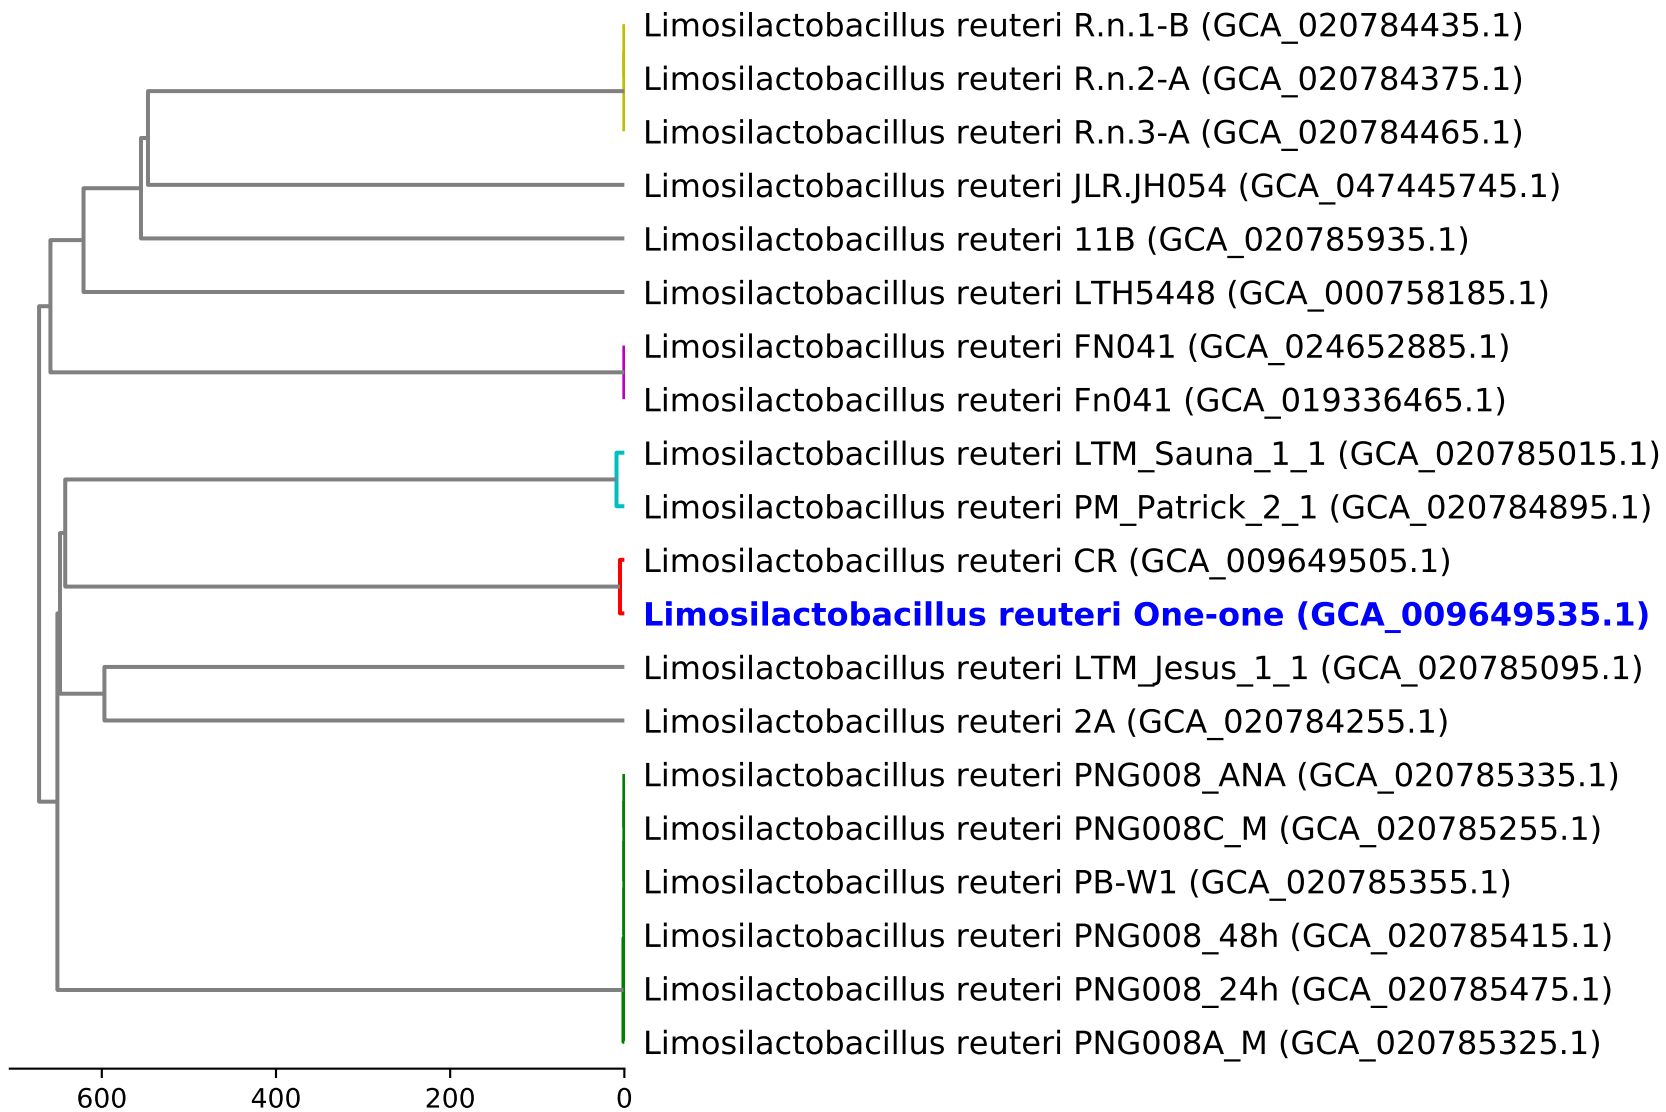 Limosilactobacillus reuteri R.n.1-B (GCA_020784435.1)
Limosilactobacillus reuteri R.n.2-A (GCA_020784375.1)
Limosilactobacillus reuteri R.n.3-A (GCA_020784465.1)
Limosilactobacillus reuteri JLR.JH054 (GCA_047445745.1)
Limosilactobacillus reuteri 11B (GCA_020785935.1)
Limosilactobacillus reuteri LTH5448 (GCA_000758185.1)
Limosilactobacillus reuteri FN041 (GCA_024652885.1)
Limosilactobacillus reuteri Fn041 (GCA_019336465.1)
Limosilactobacillus reuteri LTM_Sauna_1_1 (GCA_020785015.1)
Limosilactobacillus reuteri PM_Patrick_2_1 (GCA_020784895.1)
Limosilactobacillus reuteri CR (GCA_009649505.1)
Limosilactobacillus reuteri One-one (GCA_009649535.1)
Limosilactobacillus reuteri LTM_Jesus_1_1 (GCA_020785095.1)
Limosilactobacillus reuteri 2A (GCA_020784255.1)
Limosilactobacillus reuteri PNG008_ANA (GCA_020785335.1)
Limosilactobacillus reuteri PNG008C_M (GCA_020785255.1)
Limosilactobacillus reuteri PB-W1 (GCA_020785355.1)
Limosilactobacillus reuteri PNG008_48h (GCA_020785415.1)
Limosilactobacillus reuteri PNG008_24h (GCA_020785475.1)
Limosilactobacillus reuteri PNG008A_M (GCA_020785325.1)
600 400 200 0